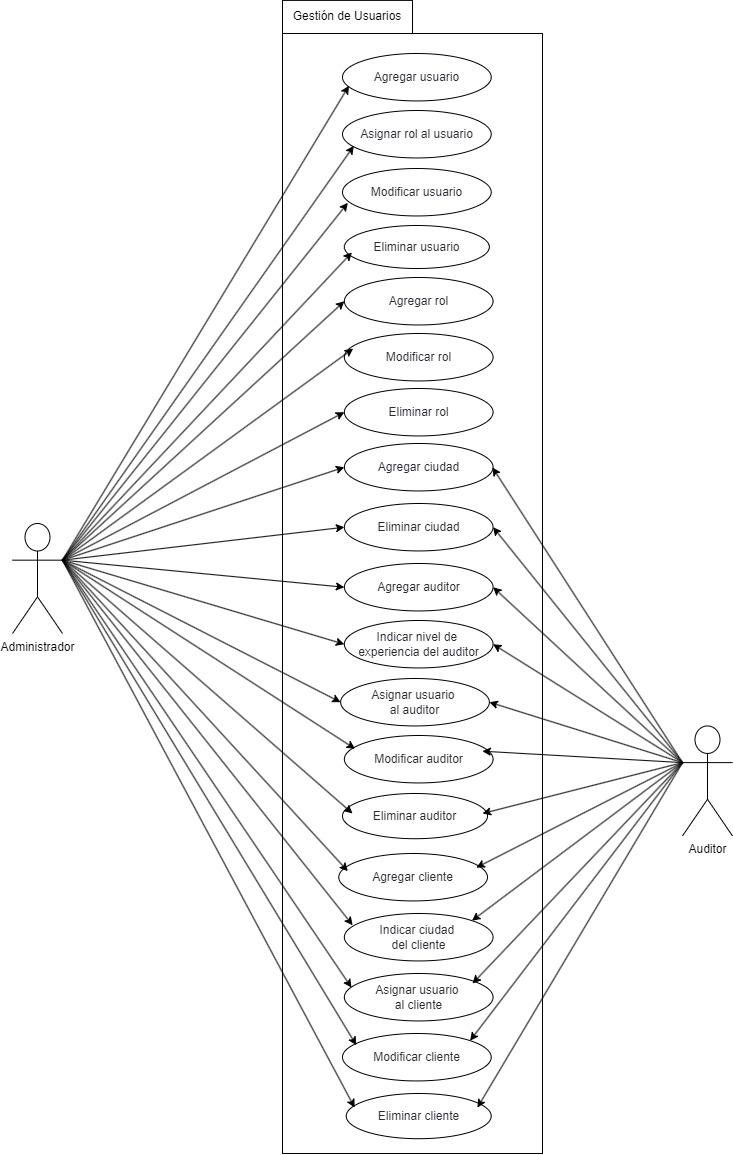 Gestión de Usuarios
Agregar usuario
Asignar rol al usuario
Modificar usuario
Eliminar usuario
Agregar rol
Modificar rol
Eliminar rol
Agregar ciudad
Eliminar ciudad
Agregar auditor
Indicar nivel de
experiencia del auditor
Administrador
Asignar usuario
al auditor
Modificar auditor
Eliminar auditor
Auditor
Agregar cliente
Indicar ciudad
del cliente
Asignar usuario
al cliente
Modificar cliente
Eliminar cliente